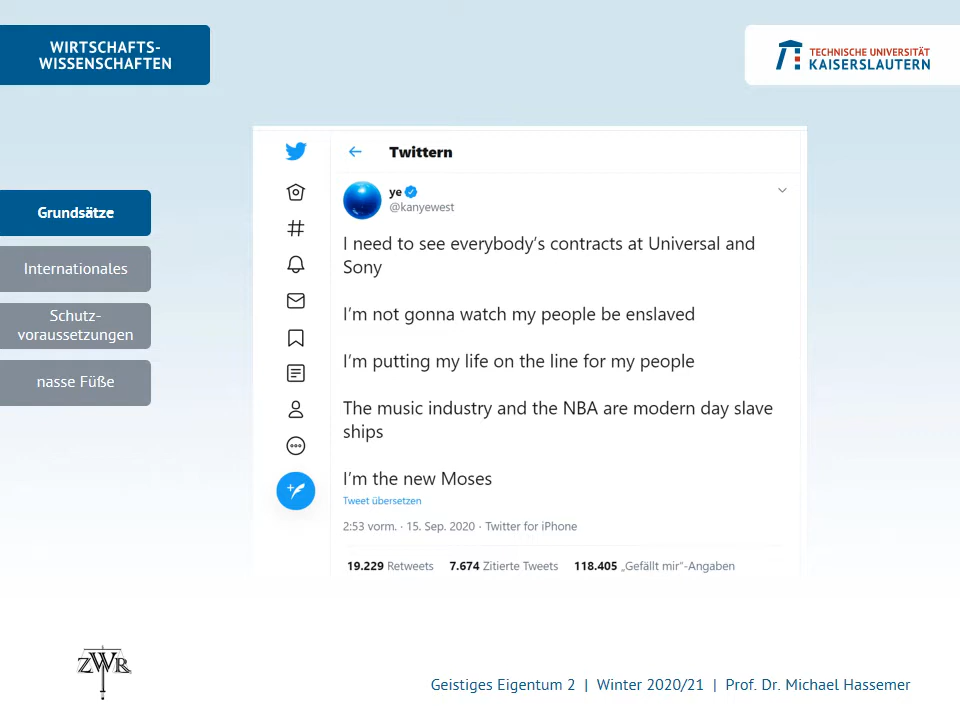 WIRTSCHAFTS-
WISSENSCHAFTEN
TECHNISCHE UNIVERSITÄT
KAISERSLAUTERN
Grundsätze
Internationales
Schutz-
voraussetzungen
nasse Füße
Twittern
ye
@kanyewest
I need to see everybody's contracts at Universal and
Sony
I'm not gonna watch my people be enslaved
I'm putting my life on the line for my people
The music industry and the NBA are modern day slave
ships
I'm the new Moses
Tweet übersetzen
2:53 vorm. · 15. Sep. 2020 · Twitter for iPhone
19.229 Retweets 7.674 Zitierte Tweets 118.405 „Gefällt mir“-Angaben
ZWR
Geistiges Eigentum 2 | Winter 2020/21 | Prof. Dr. Michael Hassemer